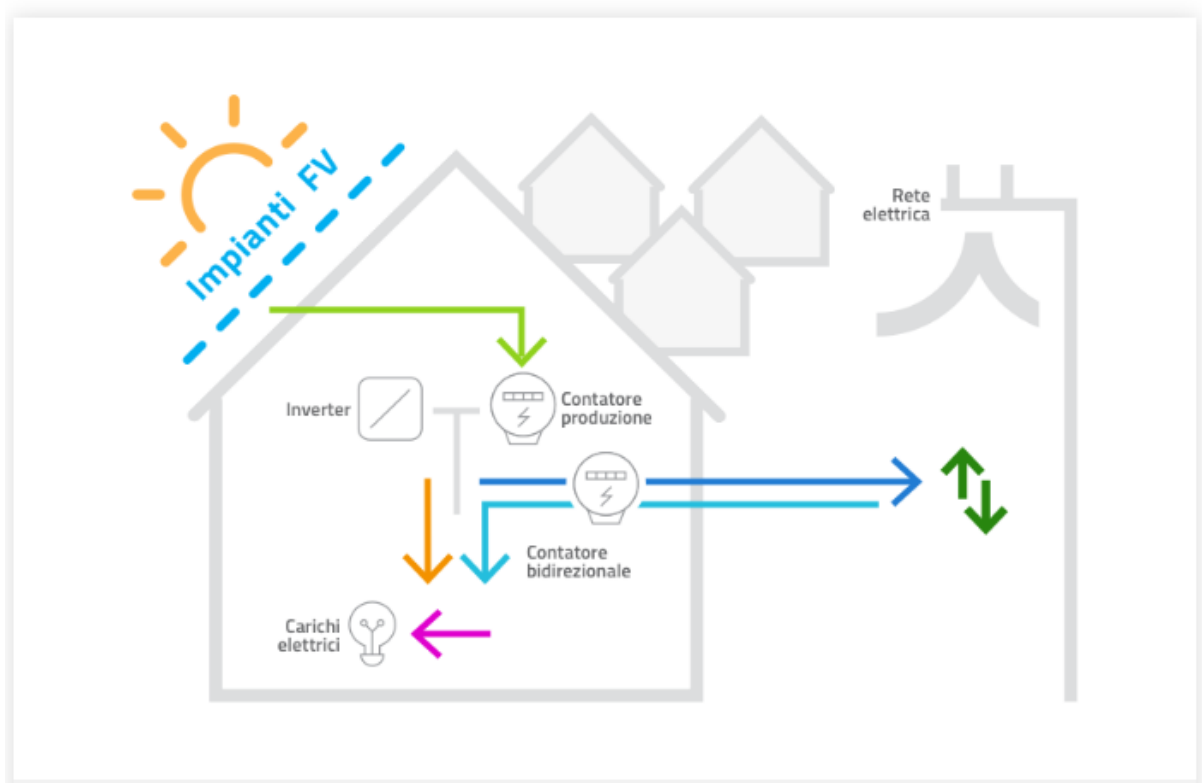 Impianti FV
Rete
elettrica
Inverter
Contatore
produzione
Contatore
bidirezionale
Carichi
elettrici